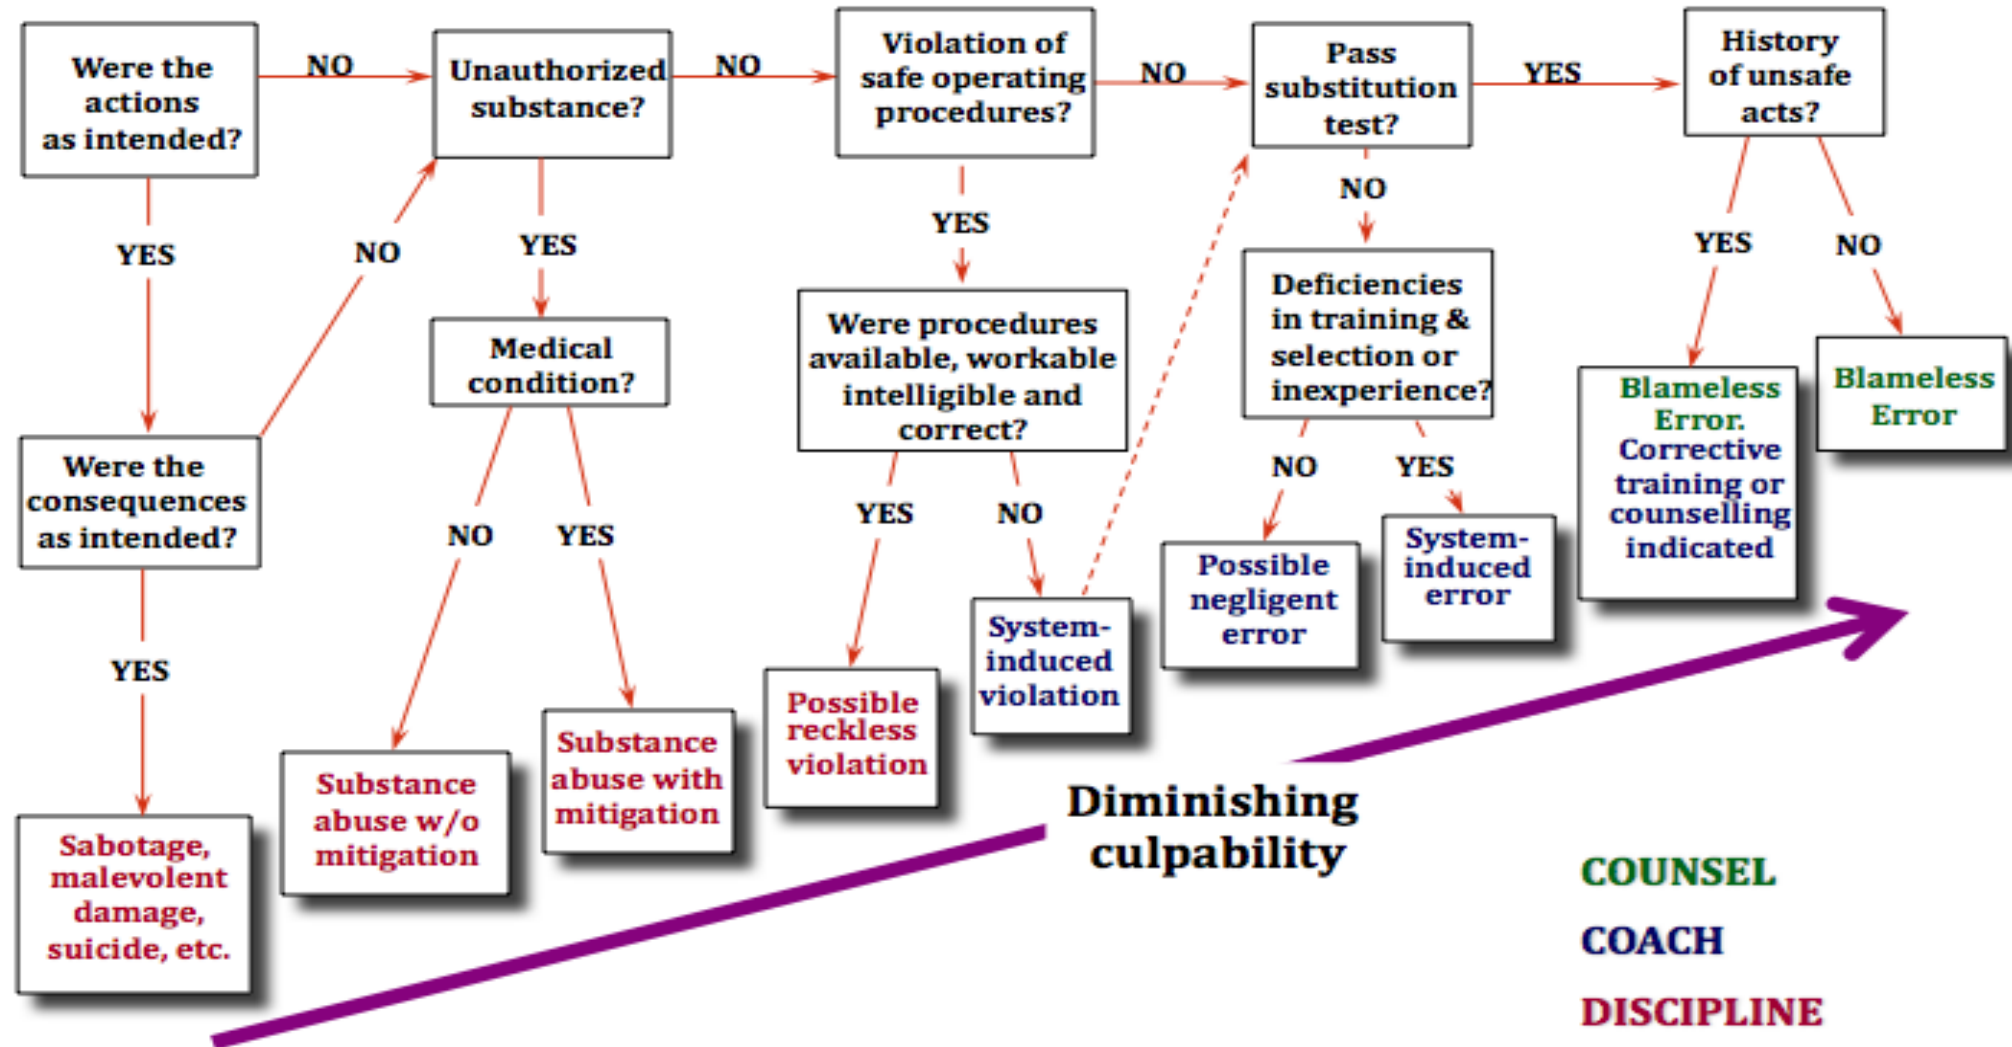 Were the
actions
as intended?
NO
Unauthorized
substance?
NO
Violation of
safe operating
procedures?
NO
Pass
substitution
test?
YES
History
of unsafe
acts?
YES
NO
YES
YES
NO
YES
NO
Were the
consequences
as intended?
Medical
condition?
Were procedures
available, workable
intelligible and
correct?
Deficiencies
in training &
selection or
inexperience?
YES
NO
YES
YES
NO
NO
YES
Sabotage,
malevolent
damage,
suicide, etc.
Substance
abuse w/o
mitigation
Substance
abuse with
mitigation
Possible
reckless
violation
System-
induced
violation
Possible
negligent
error
System-
induced
error
Blameless
Error.
Corrective
training or
counselling
indicated
Blameless
Error
Diminishing
culpability
COUNSEL
COACH
DISCIPLINE